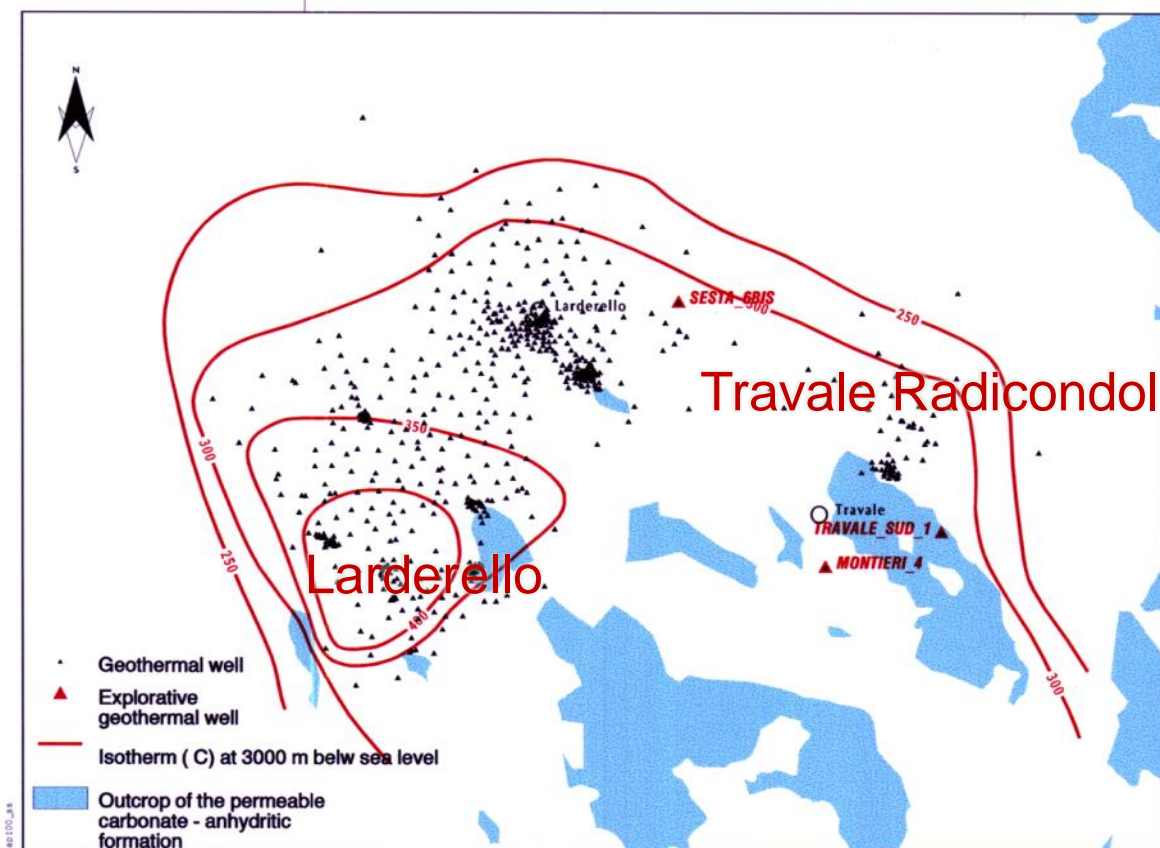 N
S
Larderello
SESTA_6BIS
300
250
Travale Radicondol
350
300
Travale
TRAVALE_SUD_1
MONTIERI_4
250
Larderello
400
300
Geothermal well
Explorative
geothermal well
Isotherm ( C) at 3000 m belw sea level
Outcrop of the permeable
carbonate - anhydritic
formation